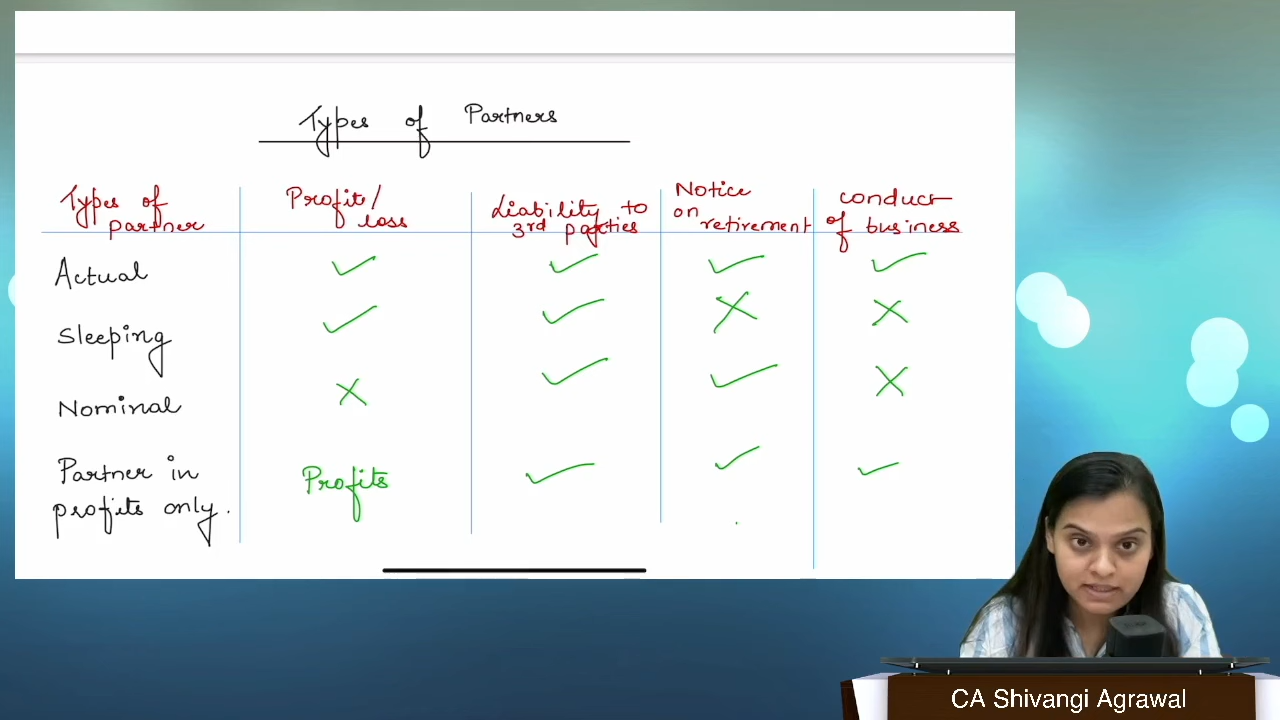 Types of Partners
Types of partner Profit/loss Liability to 3rd parties Notice on retirement conduct of business
Actual ✓ ✓ ✓ ✓
Sleeping ✓ ✓ ✗ ✗
Nominal ✗ ✓ ✓ ✗
Partner in profits only. Profits ✓ ✓ ✓
CA Shivangi Agrawal